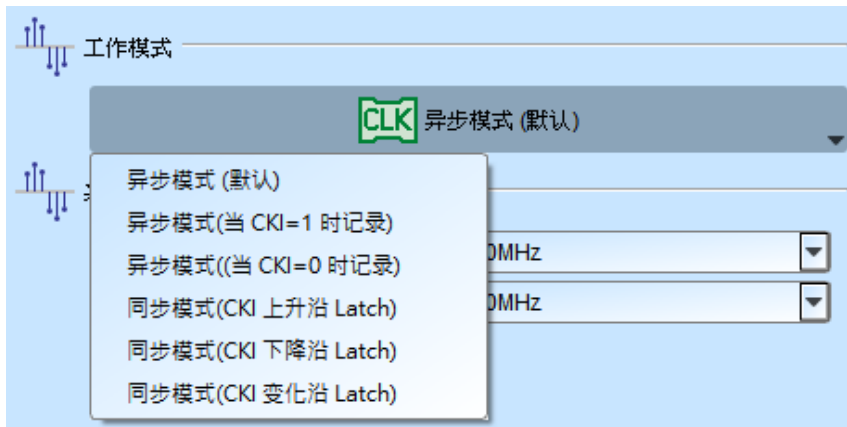 工作模式
CLK 异步模式 (默认)
异步模式 (默认)
异步模式(当 CKI=1 时记录)
异步模式((当 CKI=0 时记录)
0MHz
同步模式(CKI 上升沿 Latch)
0MHz
同步模式(CKI 下降沿 Latch)
同步模式(CKI 变化沿 Latch)